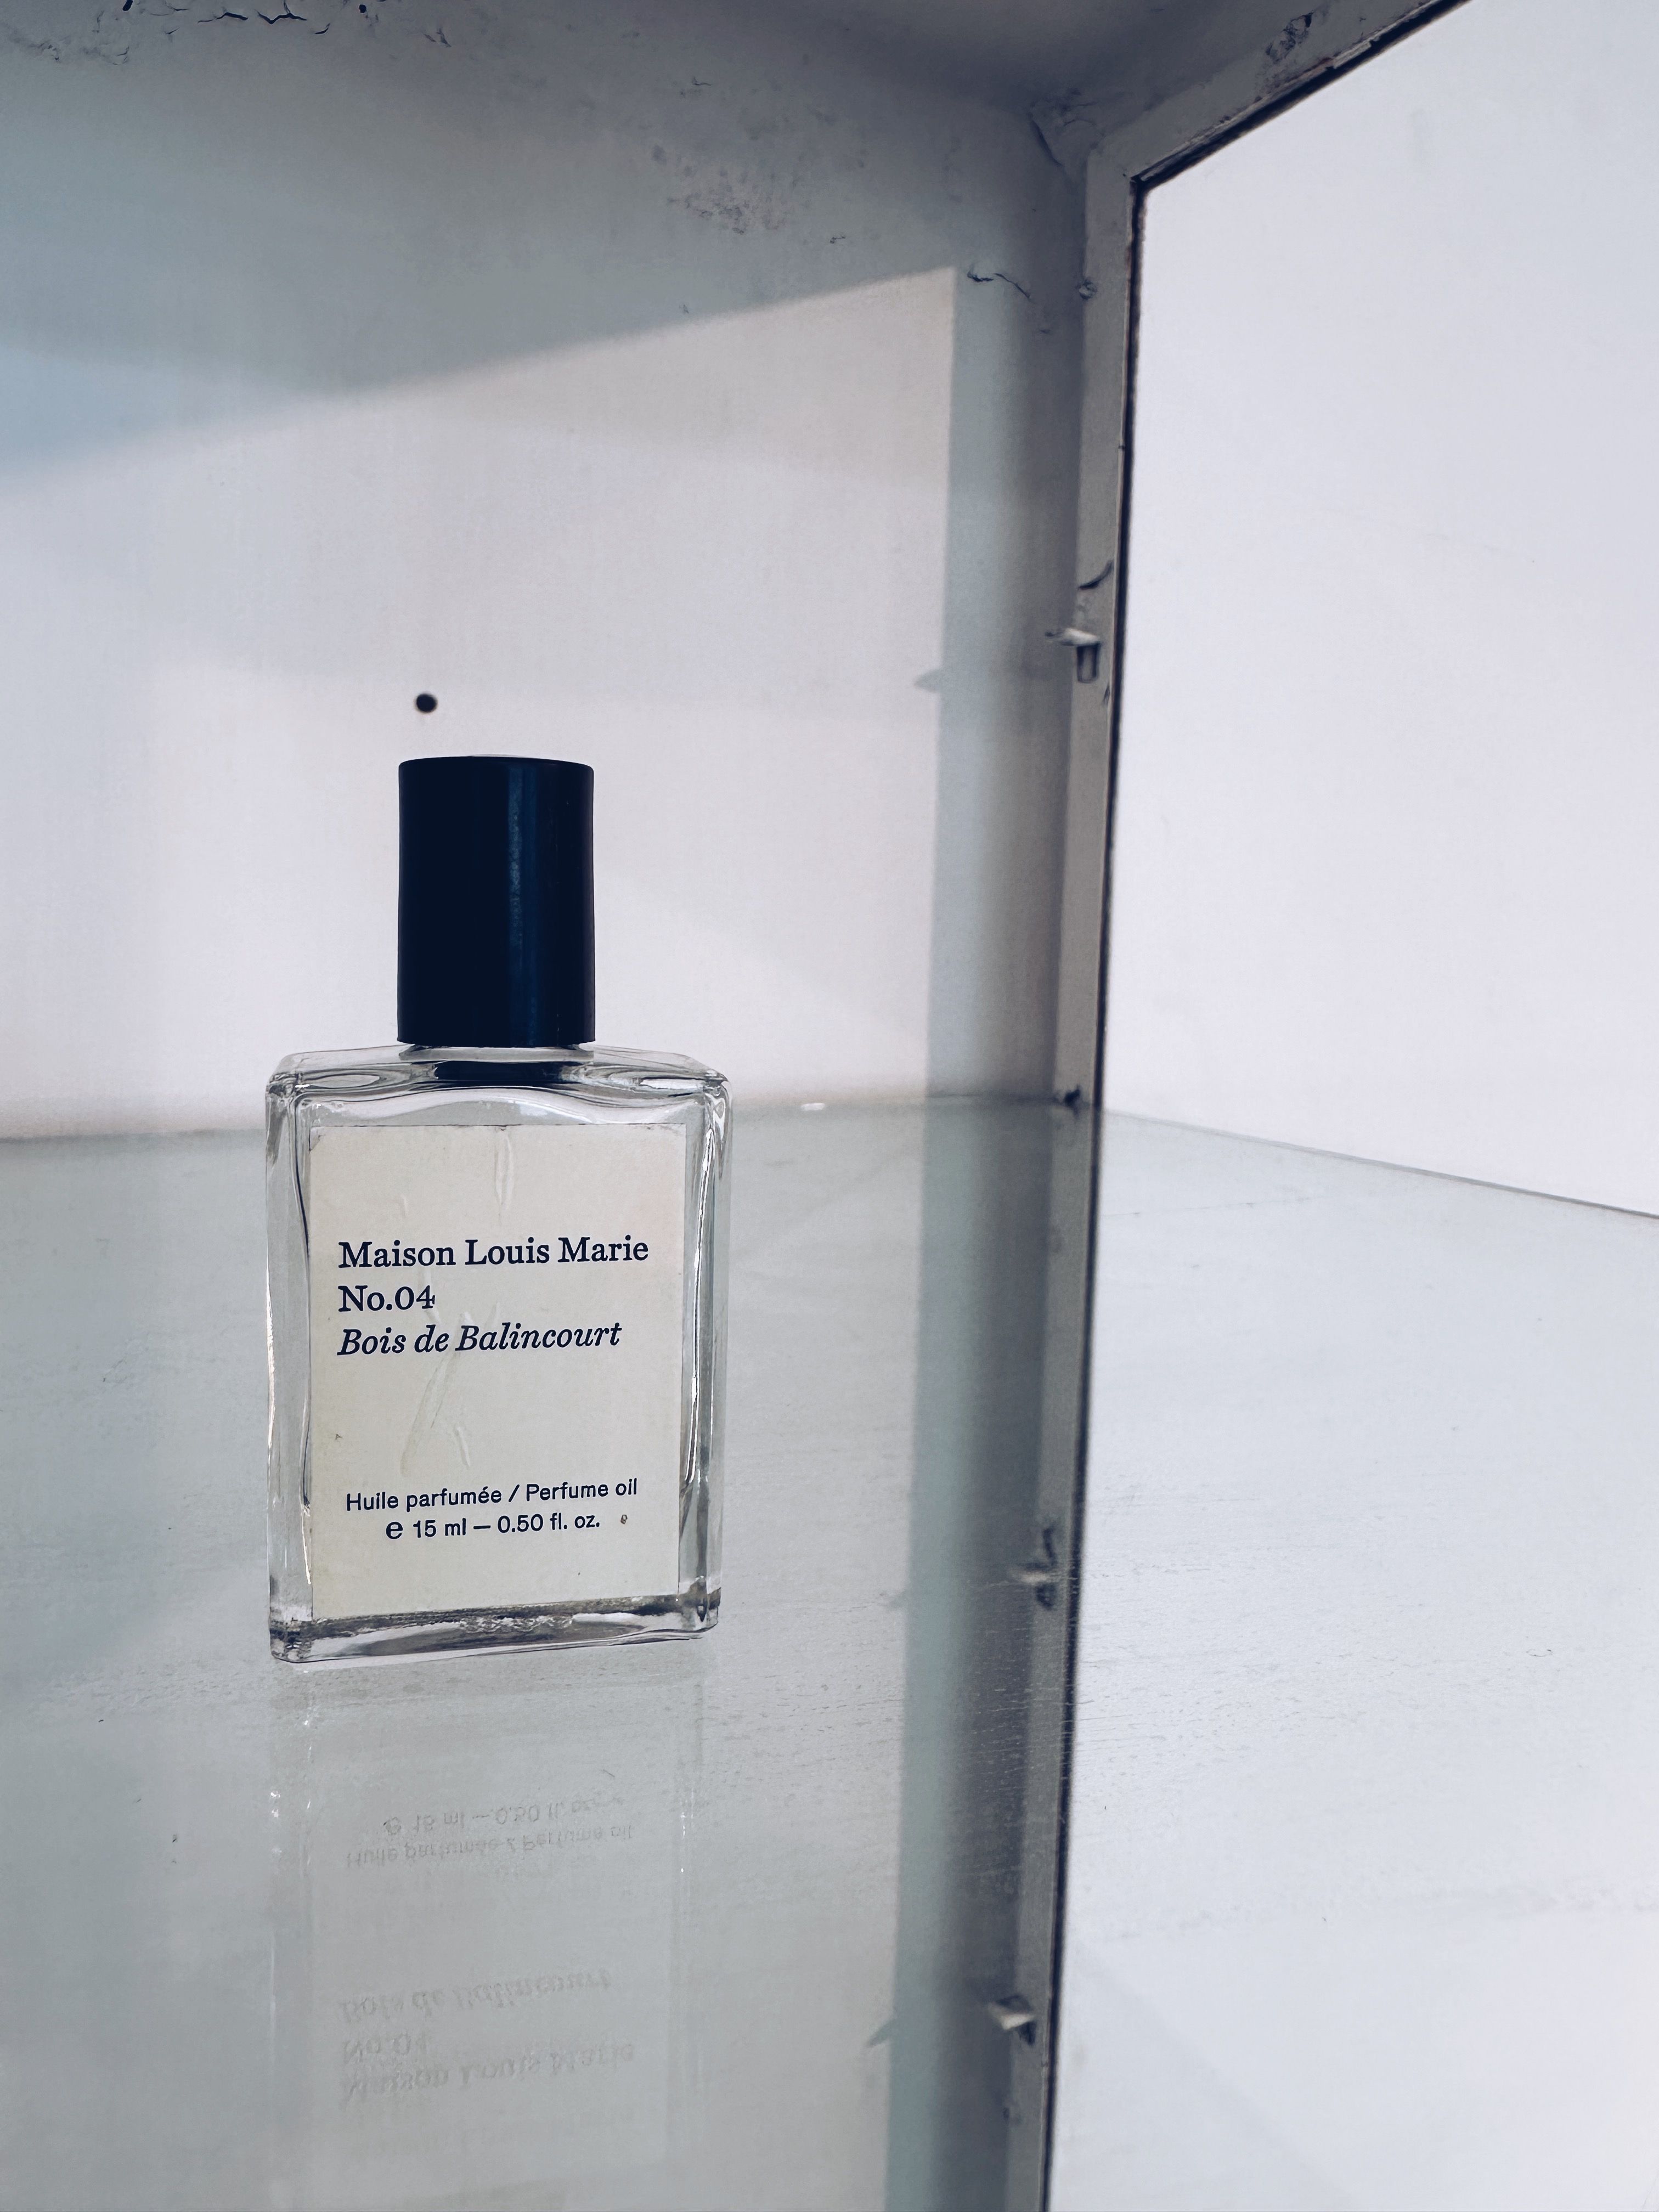 Maison Louis Marie
No.04
Bois de Balincourt
Huile parfumée / Perfume oil
℮ 15 ml — 0.50 fl. oz.